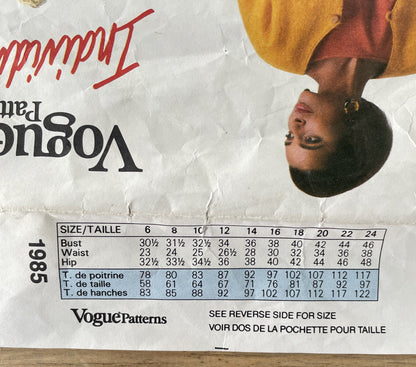 Individ
Vogue
Patt
1985
SIZE/TAILLE 6 8 10 12 14 16 18 20 22 24
Bust 30½ 31½ 32½ 34 36 38 40 42 44 46
Waist 23 24 25 26½ 28 30 32 34 36 38
Hip 32½ 33½ 34½ 36 38 40 42 44 46 48
T. de poitrine 78 80 83 87 92 97 102 107 112 117
T. de taille 58 61 64 67 71 76 81 87 92 97
T. de hanches 83 85 88 92 97 102 107 112 117 122
Vogue Patterns
SEE REVERSE SIDE FOR SIZE
VOIR DOS DE LA POCHETTE POUR TAILLE